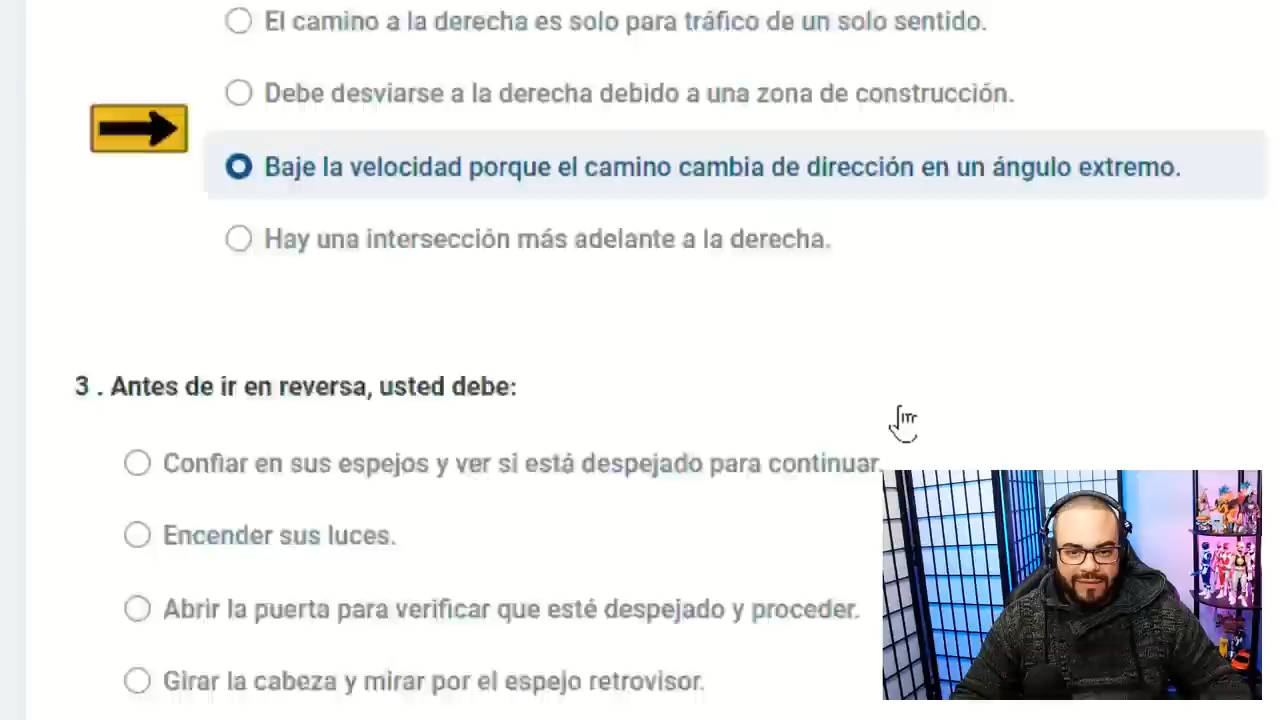 El camino a la derecha es solo para tráfico de un solo sentido.
Debe desviarse a la derecha debido a una zona de construcción.
Baje la velocidad porque el camino cambia de dirección en un ángulo extremo.
Hay una intersección más adelante a la derecha.
3 . Antes de ir en reversa, usted debe:
Confiar en sus espejos y ver si está despejado para continuar.
Encender sus luces.
Abrir la puerta para verificar que esté despejado y proceder.
Girar la cabeza y mirar por el espejo retrovisor.